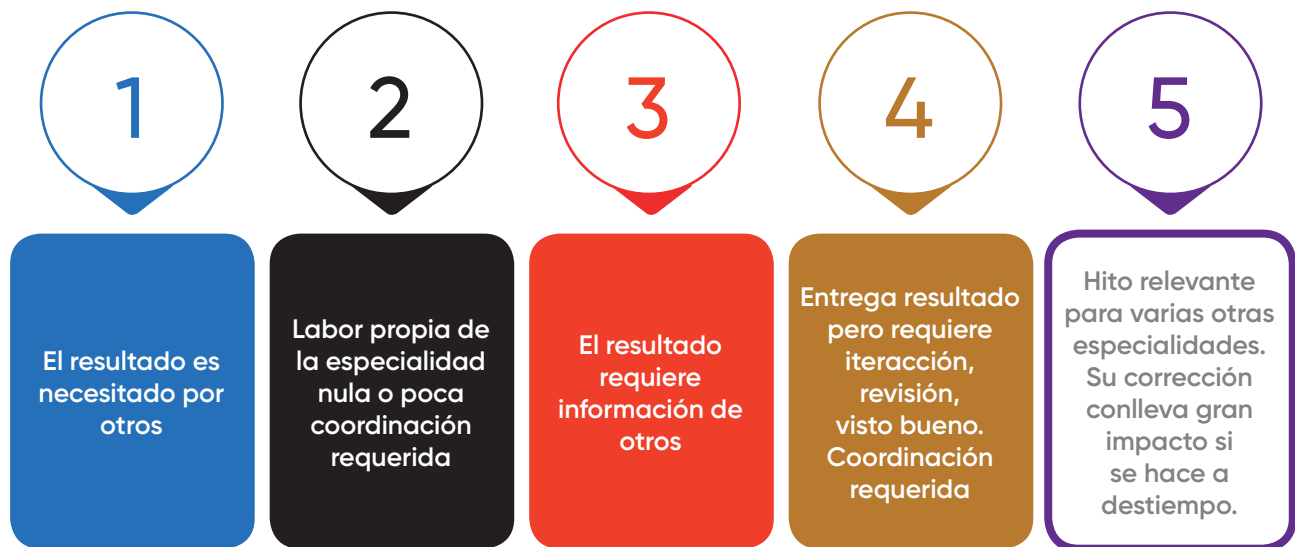 1
2
3
4
5
El resultado es
necesitado por
otros
Labor propia de
la especialidad
nula o poca
coordinación
requerida
El resultado
requiere
información de
otros
Entrega resultado
pero requiere
iteracción,
revisión,
visto bueno.
Coordinación
requerida
Hito relevante
para varias otras
especialidades.
Su corrección
conlleva gran
impacto si
se hace a
destiempo.